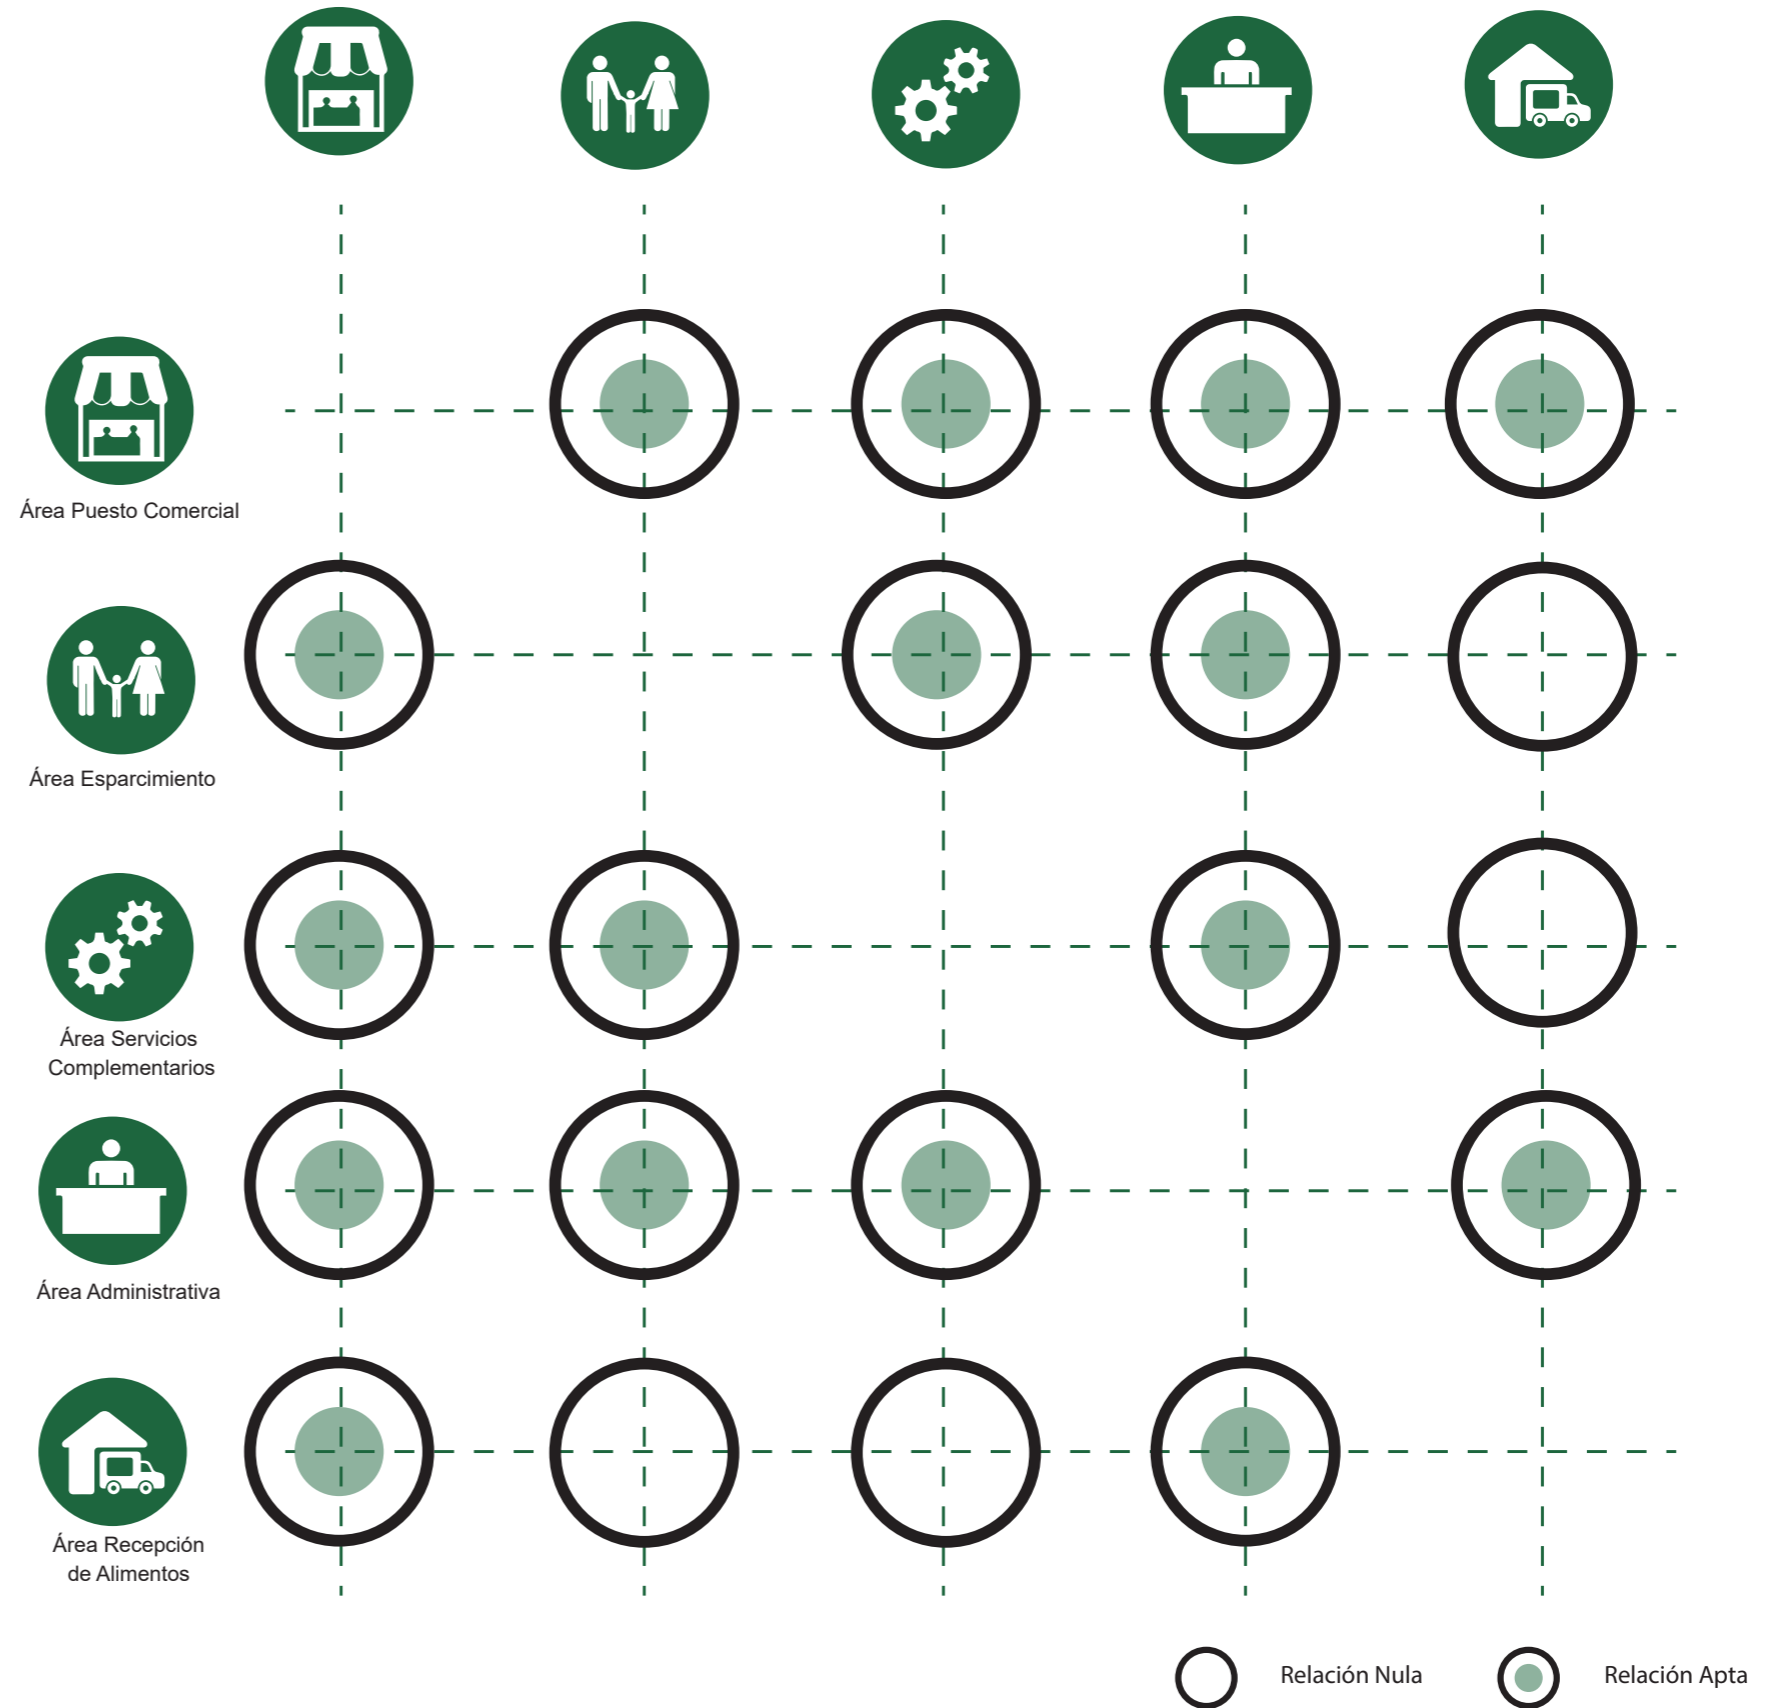 Área Puesto Comercial
Área Esparcimiento
Área Servicios
Complementarios
Área Administrativa
Área Recepción
de Alimentos
Relación Nula
Relación Apta